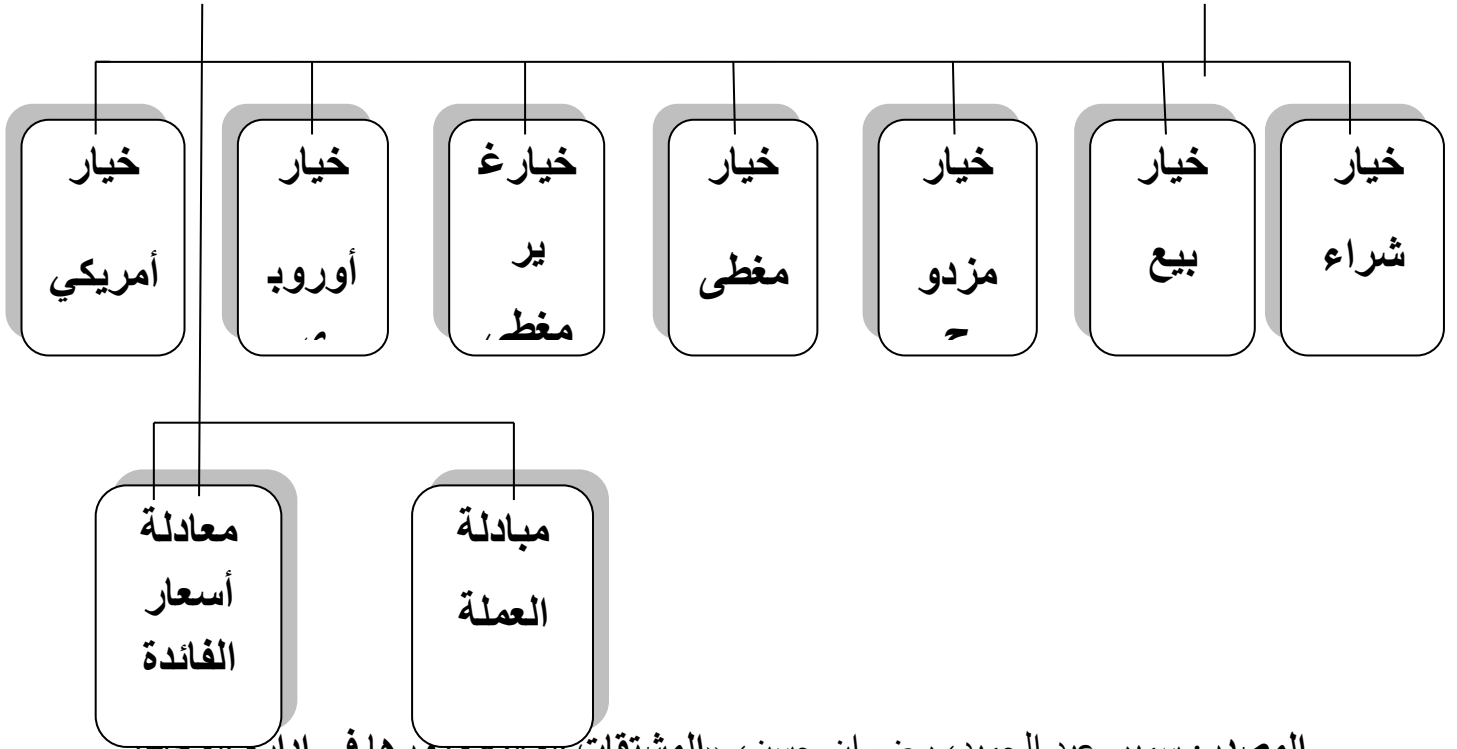 خيار
شراء
خيار
بيع
خيار
مزدو
ج
خيار
مغطى
خيارغ
ير
مغطى
خيار
أوروب
ي
خيار
أمريكي
مبادلة
العملة
معادلة
أسعار
الفائدة